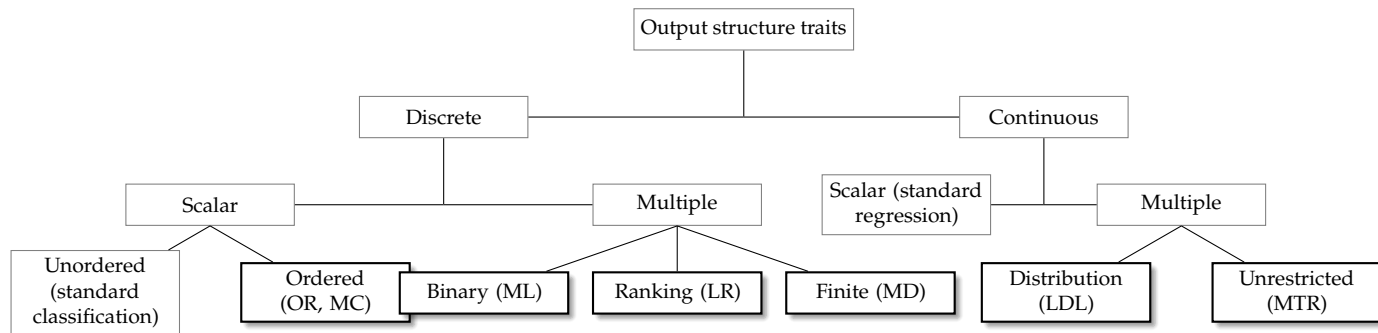 Output structure traits
Discrete
Continuous
Scalar
Multiple
Scalar (standard
regression)
Multiple
Unordered
(standard
classification)
Ordered
(OR, MC)
Binary (ML)
Ranking (LR)
Finite (MD)
Distribution
(LDL)
Unrestricted
(MTR)